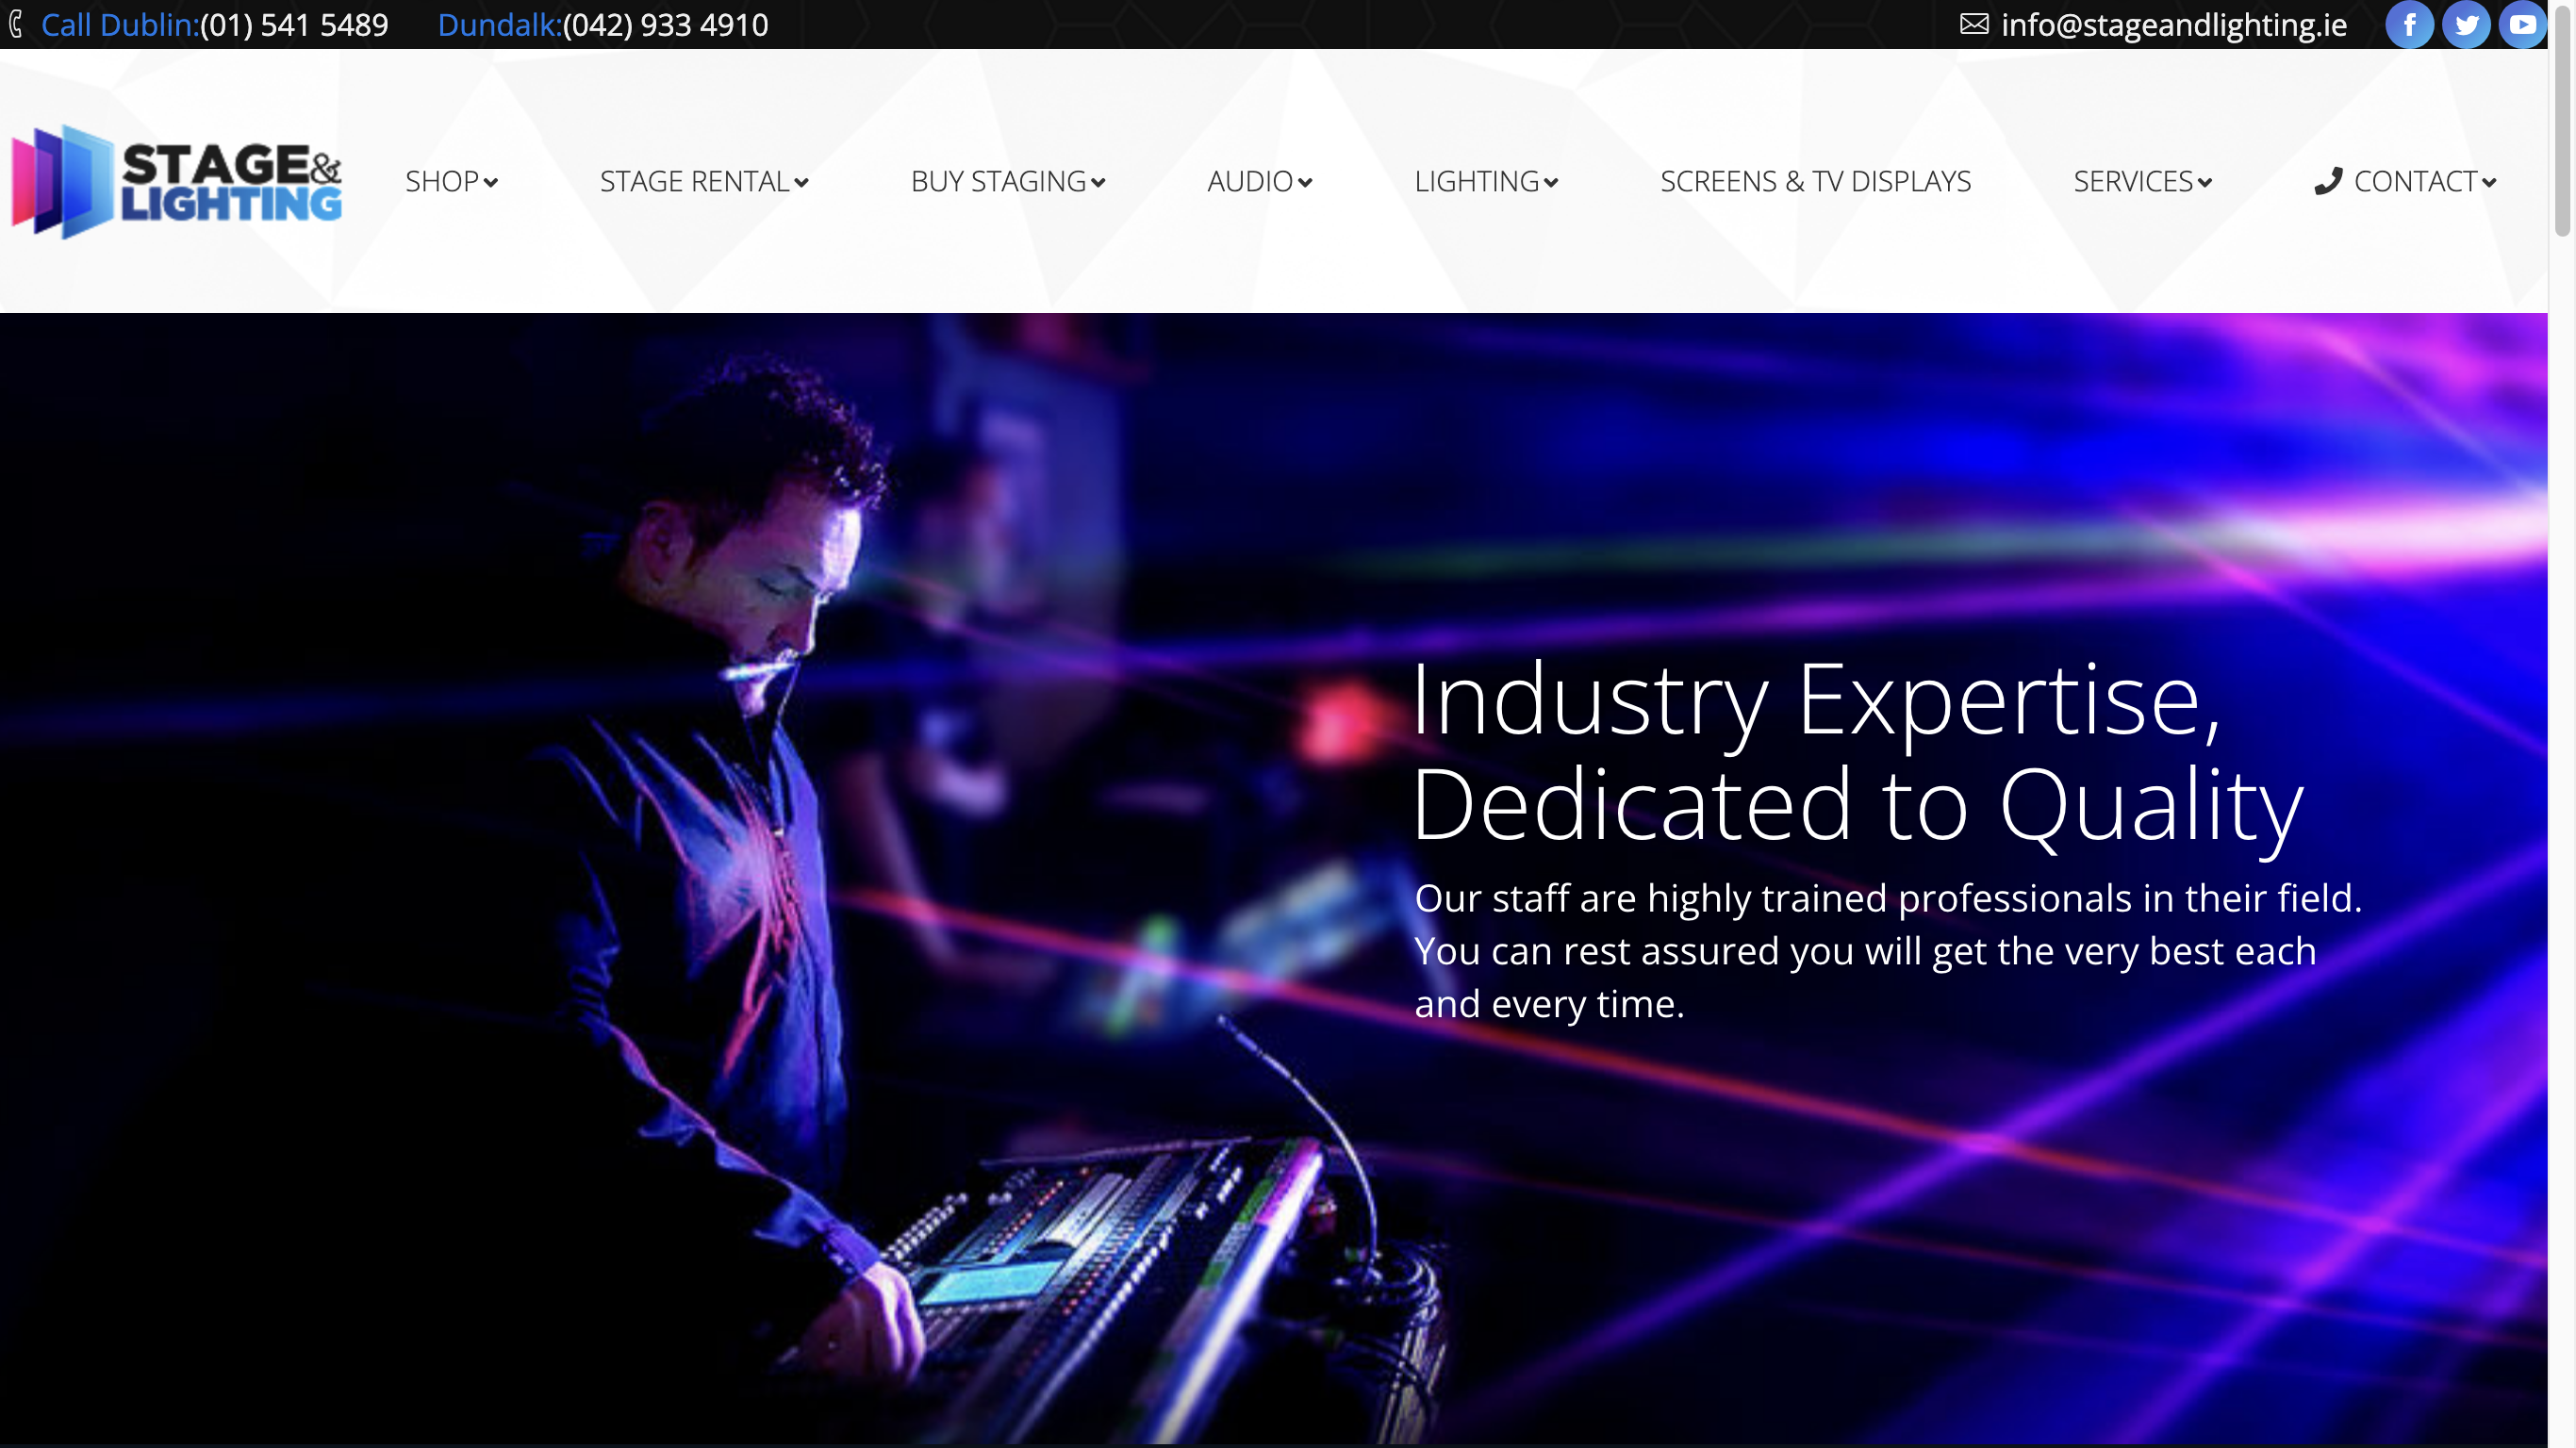 Call Dublin:(01) 541 5489 Dundalk:(042) 933 4910 info@stageandlighting.ie
STAGE&
LIGHTING
SHOP STAGE RENTAL BUY STAGING AUDIO LIGHTING SCREENS & TV DISPLAYS SERVICES CONTACT
Industry Expertise,
Dedicated to Quality
Our staff are highly trained professionals in their field.
You can rest assured you will get the very best each
and every time.